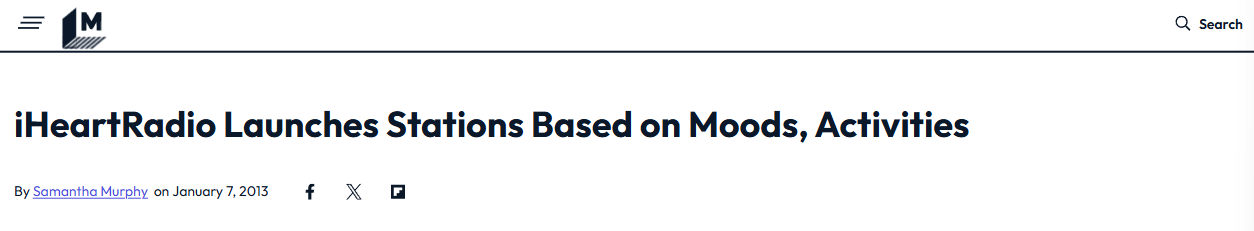 M
Search
iHeartRadio Launches Stations Based on Moods, Activities
By Samantha Murphy on January 7, 2013